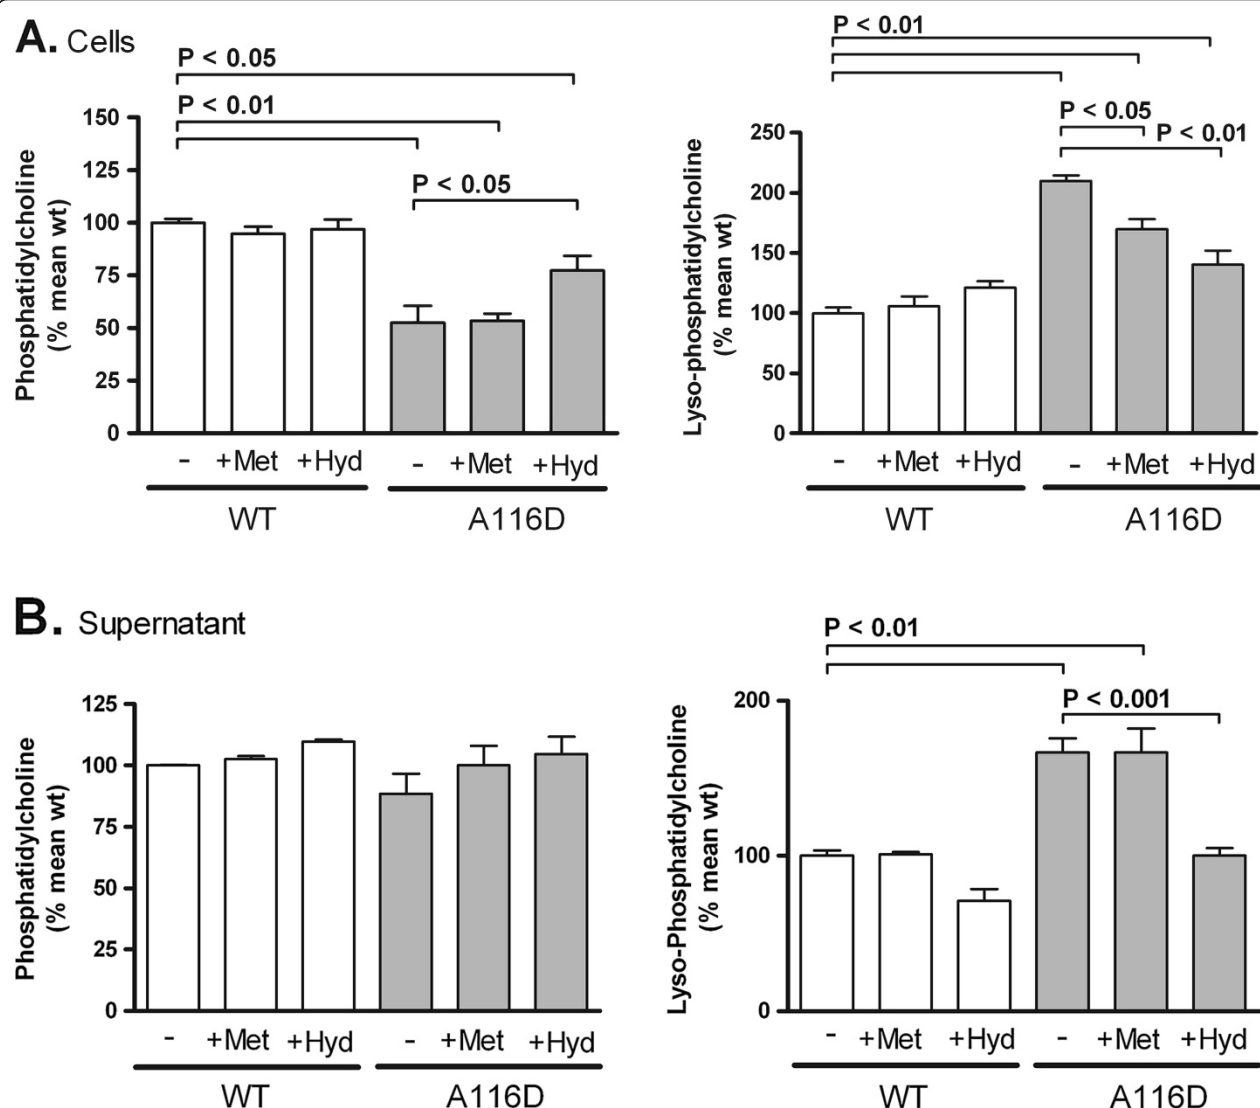 A. Cells
P < 0.05
P < 0.01
P < 0.05
Phosphatidylcholine
(% mean wt)
150
125
100
75
50
25
0
- +Met +Hyd - +Met +Hyd
WT A116D
P < 0.01
P < 0.05
P < 0.01
Lyso-phosphatidylcholine
(% mean wt)
250
200
150
100
50
0
- +Met +Hyd - +Met +Hyd
WT A116D
B. Supernatant
Phosphatidylcholine
(% mean wt)
125
100
75
50
25
0
- +Met +Hyd - +Met +Hyd
WT A116D
P < 0.01
P < 0.001
Lyso-Phosphatidylcholine
(% mean wt)
200
100
0
- +Met +Hyd - +Met +Hyd
WT A116D